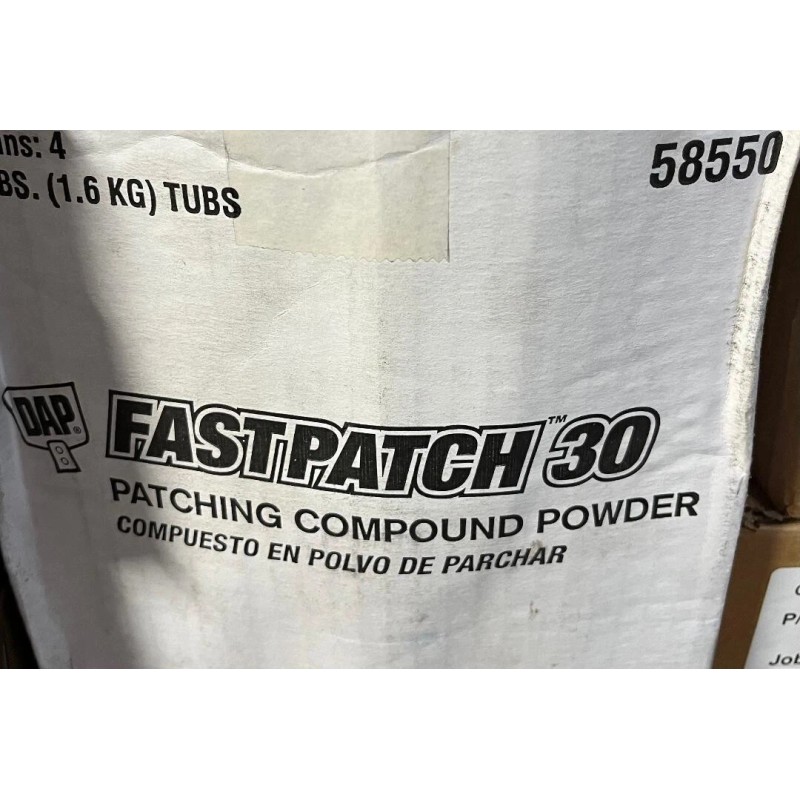 ns: 4
BS. (1.6 KG) TUBS
58550
DAP®
FASTPATCH™ 30
PATCHING COMPOUND POWDER
COMPUESTO EN POLVO DE PARCHAR
P/
Job